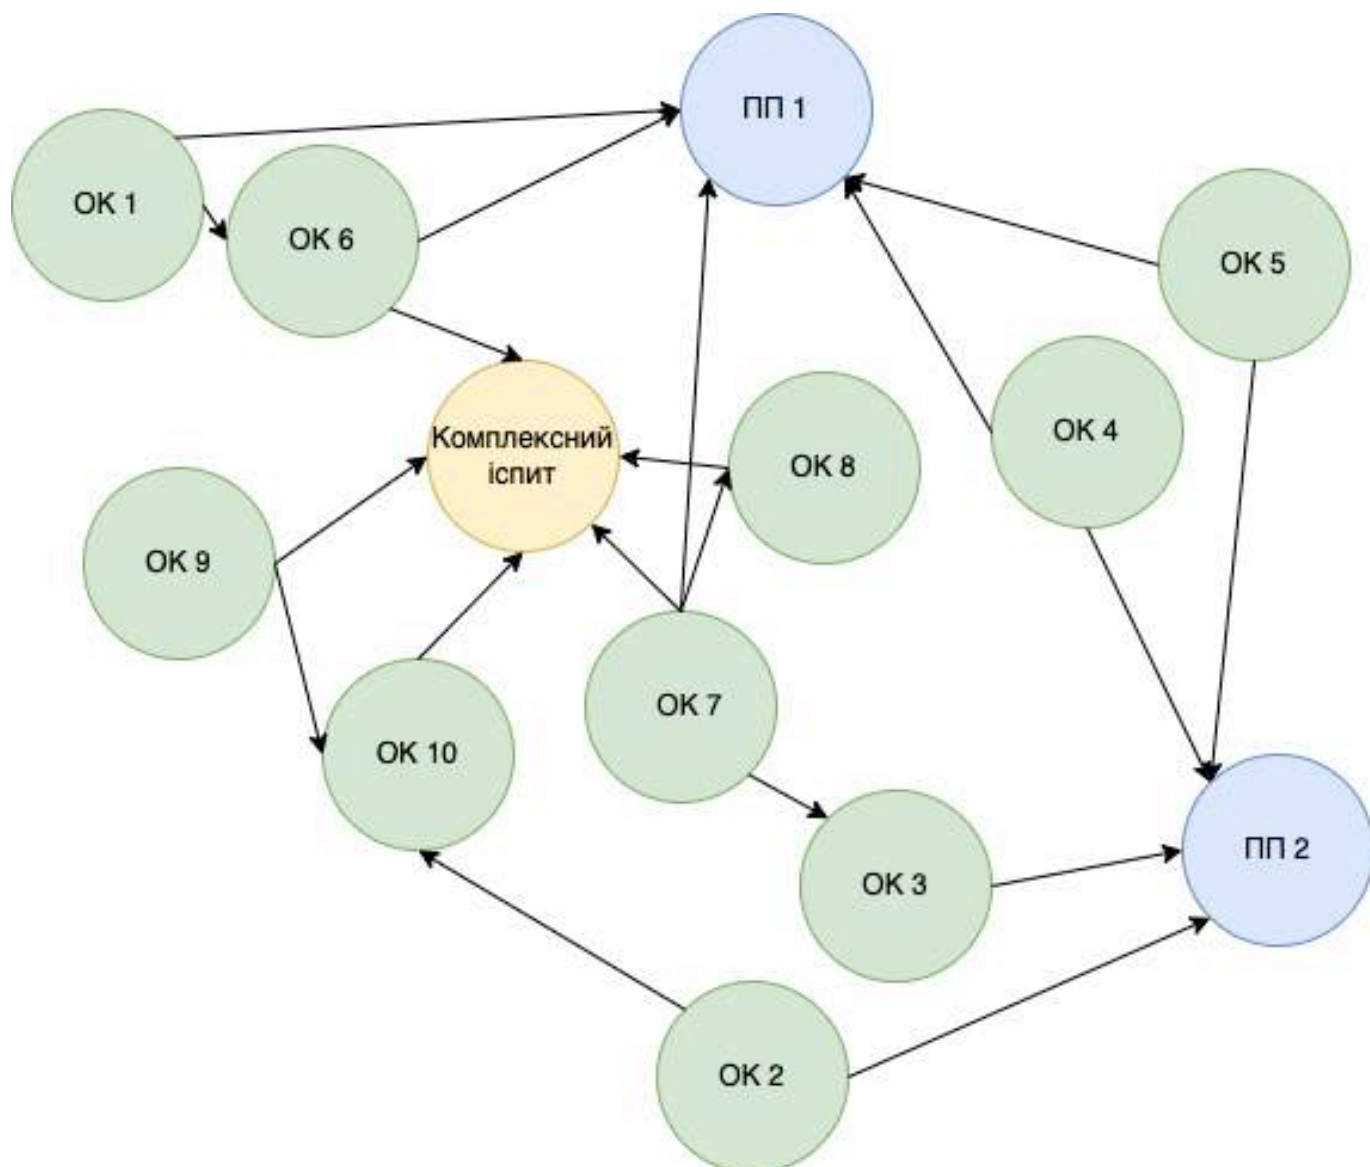 ПП 1
ОК 1
ОК 6
ОК 5
ОК 4
Комплексний
іспит
ОК 8
ОК 9
ОК 7
ОК 10
ПП 2
ОК 3
ОК 2